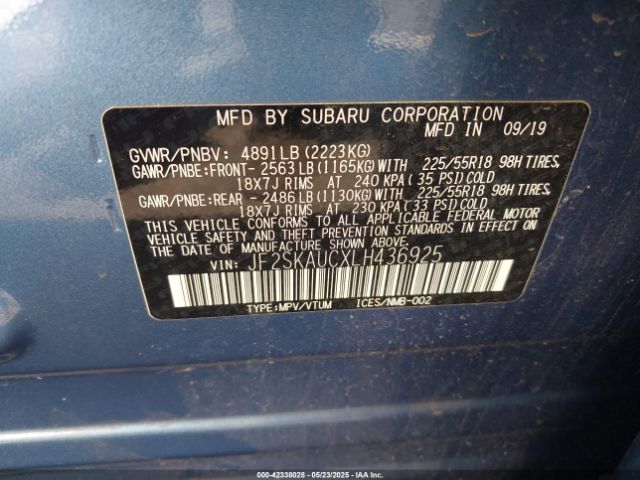 MFD BY SUBARU CORPORATION
MFD IN 09/19
GVWR/PNBV: 4891LB (2223KG)
GAWR/PNBE:FRONT- 2563LB (1165KG)WITH 225/55R18 98H TIRES,
18X7J RIMS AT 240 KPA (35 PSI)COLD
GAWR/PNBE:REAR - 2486LB (1130KG)WITH 225/55R18 98H TIRES,
18X7J RIMS AT 230 KPA (33 PSI)COLD
THIS VEHICLE CONFORMS TO ALL APPLICABLE FEDERAL MOTOR
VEHICLE SAFETY AND THEFT PREVENTION STANDARDS IN EFFECT ON
THE DATE OF MANUFACTURE SHOWN ABOVE.
VIN: JF2SKAUCXLH436925
TYPE:MPV/VTUM ICES/NMB-002
000-42338028 - 05/23/2025 - IAA Inc.